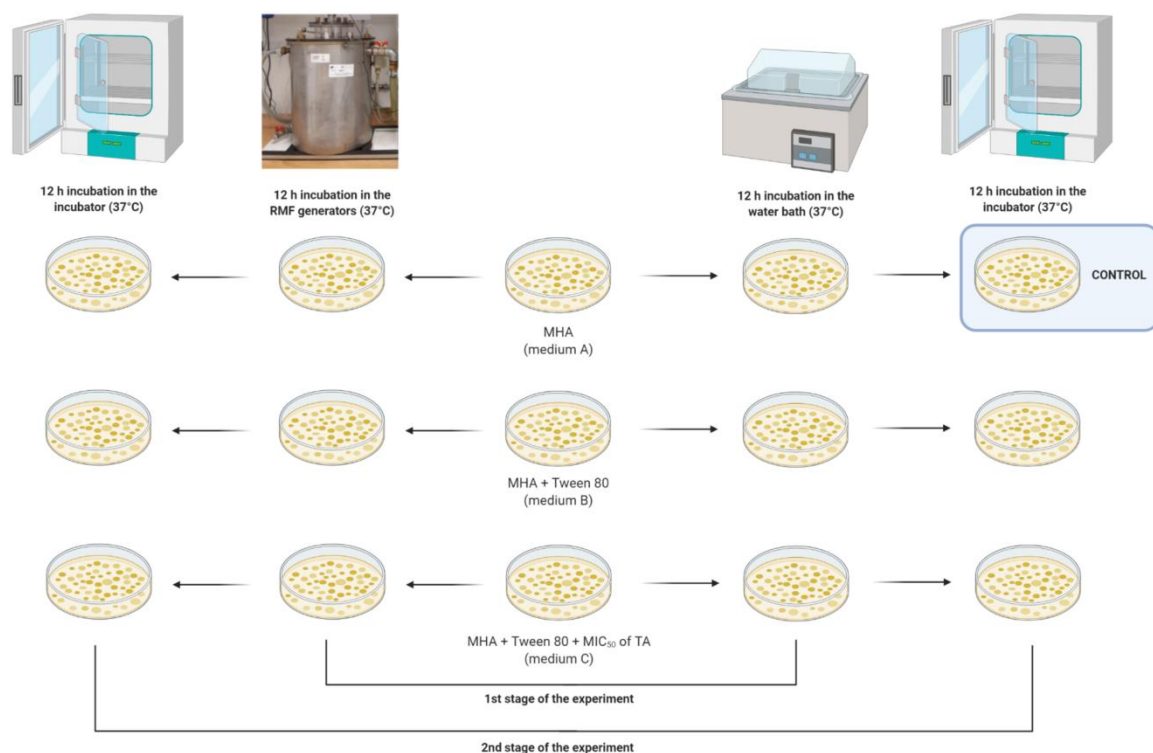 12 h incubation in the
incubator (37°C)
12 h incubation in the
RMF generators (37°C)
12 h incubation in the
water bath (37°C)
12 h incubation in the
incubator (37°C)
CONTROL
MHA
(medium A)
MHA + Tween 80
(medium B)
MHA + Tween 80 + MIC₅₀ of TA
(medium C)
1st stage of the experiment
2nd stage of the experiment